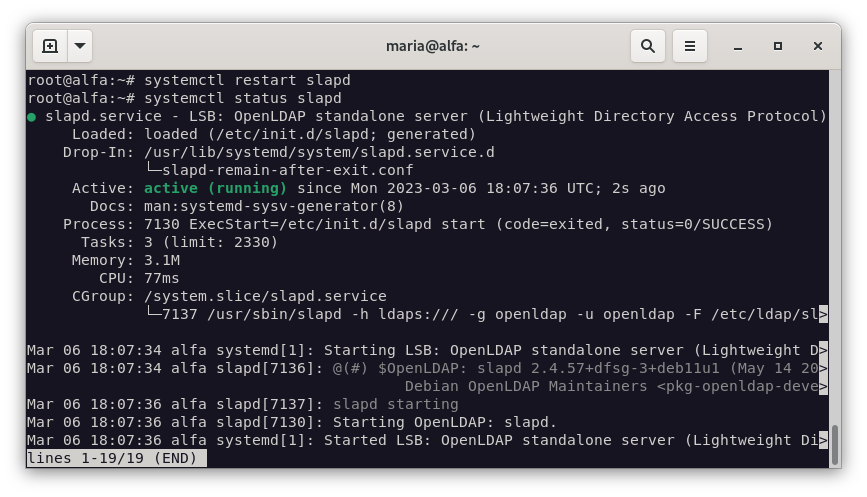 maria@alfa: ~
root@alfa:~# systemctl restart slapd
root@alfa:~# systemctl status slapd
● slapd.service - LSB: OpenLDAP standalone server (Lightweight Directory Access Protocol)
     Loaded: loaded (/etc/init.d/slapd; generated)
    Drop-In: /usr/lib/systemd/system/slapd.service.d
             └─slapd-remain-after-exit.conf
     Active: active (running) since Mon 2023-03-06 18:07:36 UTC; 2s ago
       Docs: man:systemd-sysv-generator(8)
    Process: 7130 ExecStart=/etc/init.d/slapd start (code=exited, status=0/SUCCESS)
      Tasks: 3 (limit: 2330)
     Memory: 3.1M
        CPU: 77ms
     CGroup: /system.slice/slapd.service
             └─7137 /usr/sbin/slapd -h ldaps:/// -g openldap -u openldap -F /etc/ldap/sl>
Mar 06 18:07:34 alfa systemd[1]: Starting LSB: OpenLDAP standalone server (Lightweight D>
Mar 06 18:07:34 alfa slapd[7136]: @(#) $OpenLDAP: slapd 2.4.57+dfsg-3+deb11u1 (May 14 20>
                                          Debian OpenLDAP Maintainers <pkg-openldap-deve>
Mar 06 18:07:36 alfa slapd[7137]: slapd starting
Mar 06 18:07:36 alfa slapd[7130]: Starting OpenLDAP: slapd.
Mar 06 18:07:36 alfa systemd[1]: Started LSB: OpenLDAP standalone server (Lightweight Di>
lines 1-19/19 (END)